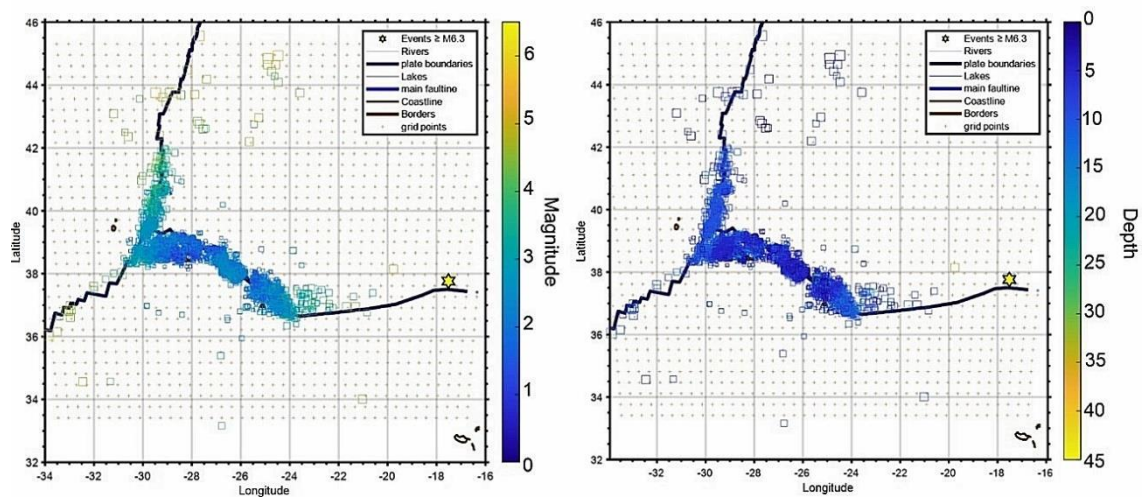 46
44
42
40
38
36
34
32
-34 -32 -30 -28 -26 -24 -22 -20 -18 -16
Latitude
Longitude
Events ≥ M6.3
Rivers
plate boundaries
Lakes
main faultline
Coastline
Borders
grid points
6
5
4
3
2
1
0
Magnitude
46
44
42
40
38
36
34
32
-32 -30 -28 -26 -24 -22 -20 -18 -16
Latitude
Longitude
Events ≥ M6.3
Rivers
plate boundaries
Lakes
main faultline
Coastline
Borders
grid points
0
5
10
15
20
25
30
35
40
45
Depth